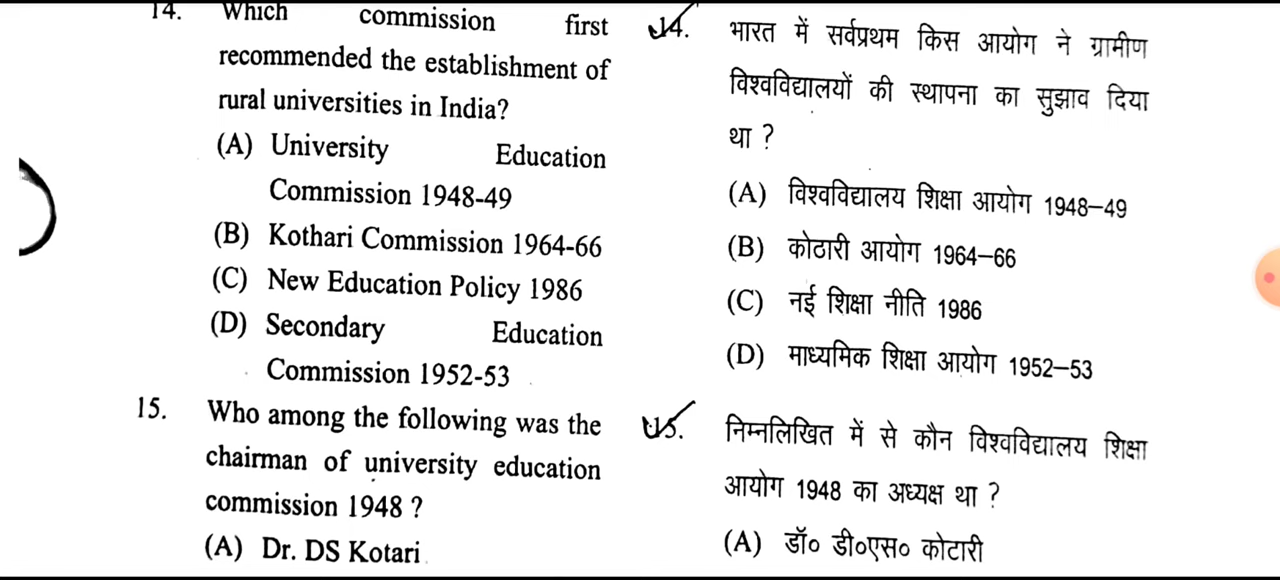 14. Which commission first
recommended the establishment of
rural universities in India?
(A) University Education
Commission 1948-49
(B) Kothari Commission 1964-66
(C) New Education Policy 1986
(D) Secondary Education
Commission 1952-53
15. Who among the following was the
chairman of university education
commission 1948 ?
(A) Dr. DS Kotari
14. भारत में सर्वप्रथम किस आयोग ने ग्रामीण
विश्वविद्यालयों की स्थापना का सुझाव दिया
था ?
(A) विश्वविद्यालय शिक्षा आयोग 1948–49
(B) कोठारी आयोग 1964–66
(C) नई शिक्षा नीति 1986
(D) माध्यमिक शिक्षा आयोग 1952–53
15. निम्नलिखित में से कौन विश्वविद्यालय शिक्षा
आयोग 1948 का अध्यक्ष था ?
(A) डॉ० डी०एस० कोटारी